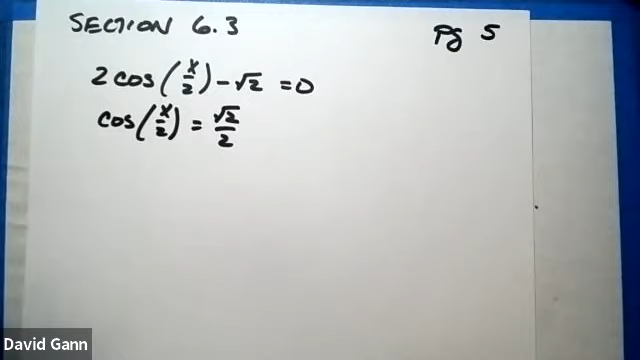 SECTION 6.3
Pg 5
2cos(x/2) - √2 = 0
cos(x/2) = √2/2
David Gann